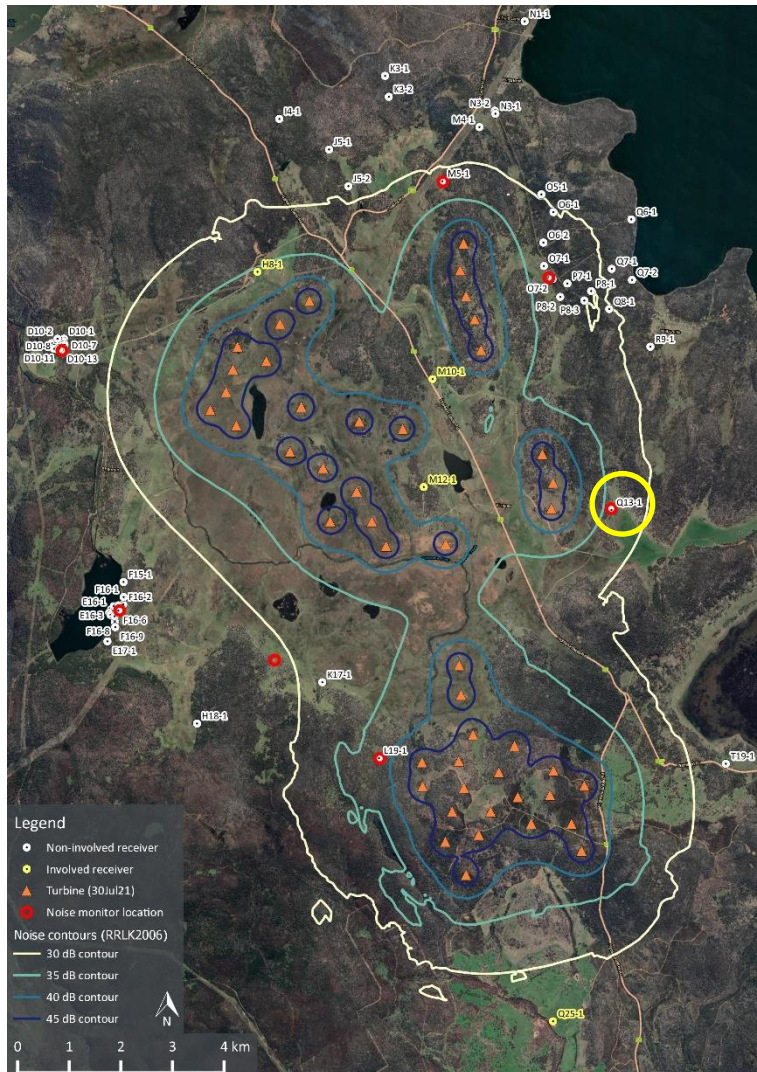 N1-1
K3-1
K3-2
N3-2
N3-1
I4-1
M4-1
J5-1
M5-1
J5-2
O5-1
O6-1
Q6-1
O6-2
O7-1
H8-1
Q7-1
O7-2
P7-1
Q7-2
P8-1
P8-2
P8-3
Q8-1
D10-2
D10-1
R9-1
D10-8
D10-7
D10-11
D10-13
M10-1
M12-1
Q13-1
F15-1
F16-1
F16-2
E16-1
E16-3
F16-6
F16-8
F16-9
E17-1
K17-1
H18-1
L19-1
T19-1
Legend
Non-involved receiver
Involved receiver
Turbine (30Jul21)
Noise monitor location
Noise contours (RRLK2006)
30 dB contour
35 dB contour
40 dB contour
45 dB contour
N
Q25-1
0 1 2 4 km